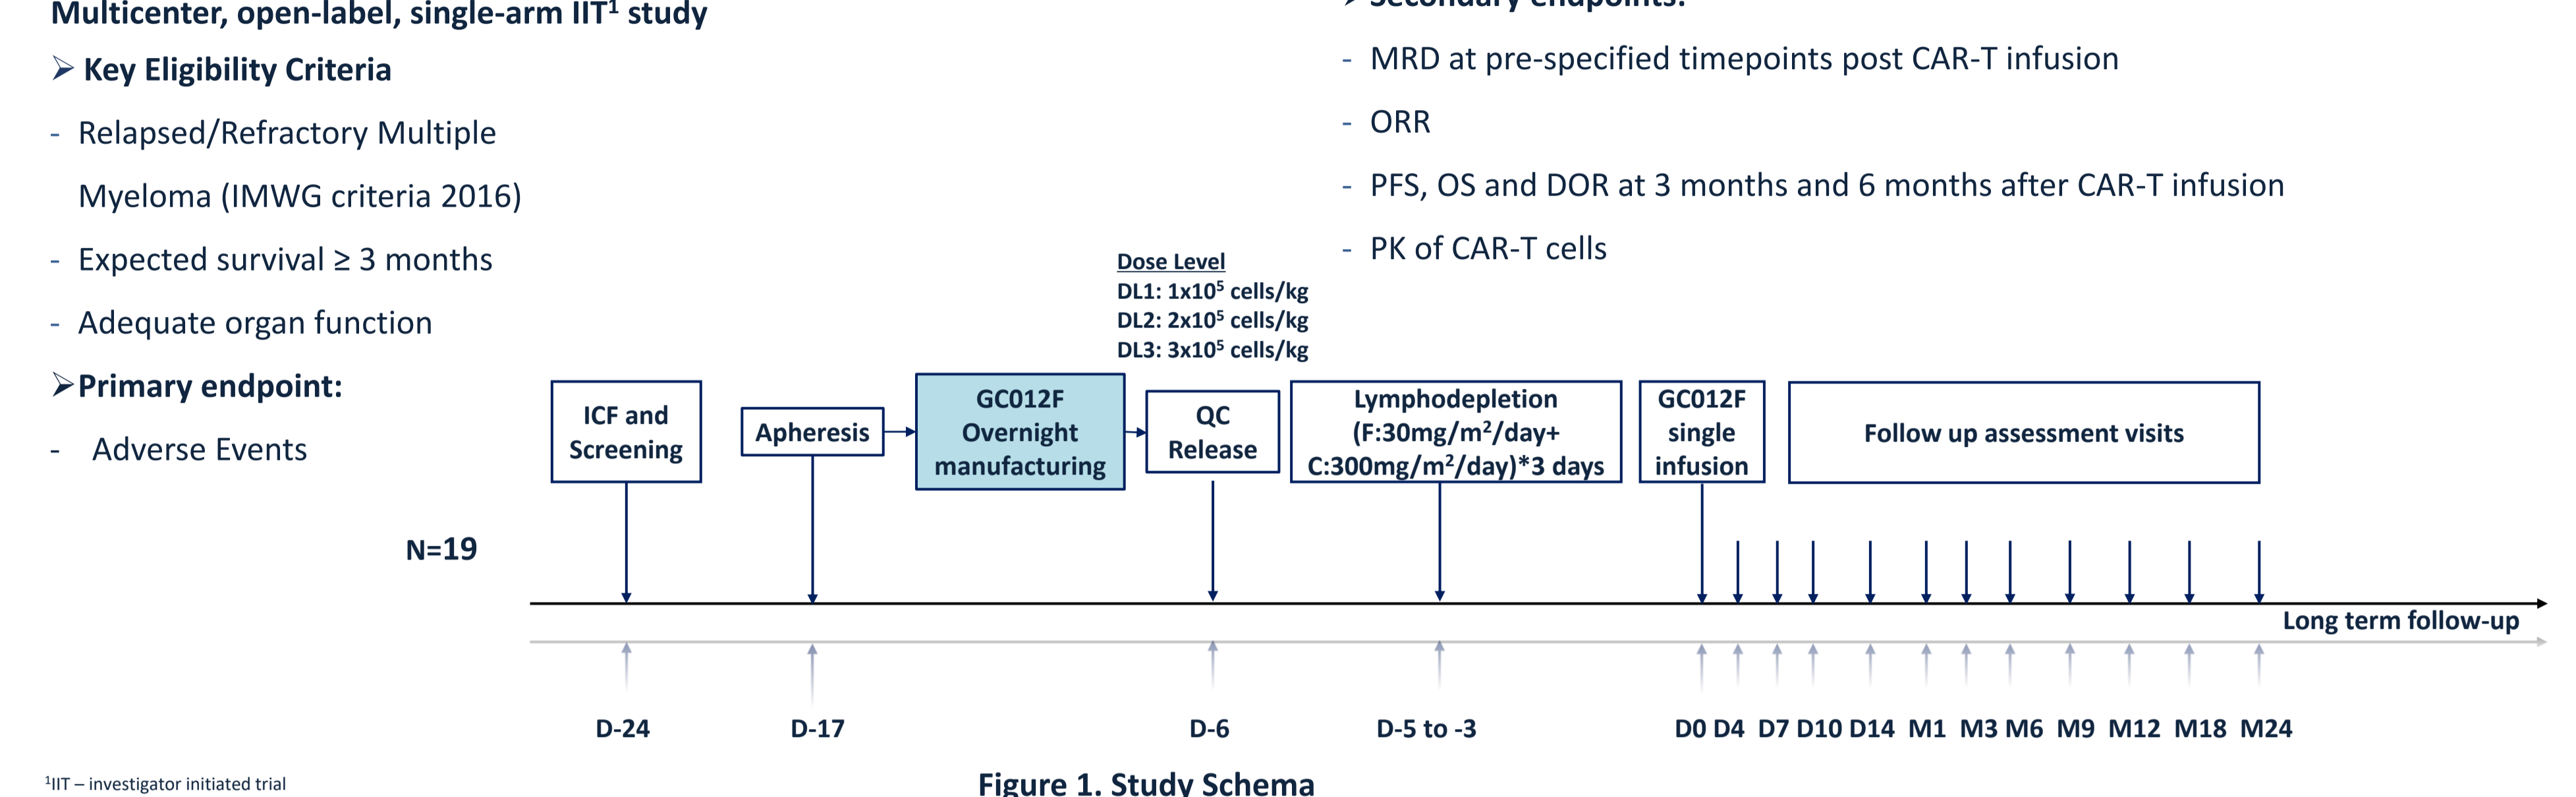 Multicenter, open-label, single-arm IIT¹ study
➢ Key Eligibility Criteria
- Relapsed/Refractory Multiple
Myeloma (IMWG criteria 2016)
- Expected survival ≥ 3 months
- Adequate organ function
➢Primary endpoint:
- Adverse Events
➢ Secondary endpoints:
- MRD at pre-specified timepoints post CAR-T infusion
- ORR
- PFS, OS and DOR at 3 months and 6 months after CAR-T infusion
- PK of CAR-T cells
Dose Level
DL1: 1x10⁵ cells/kg
DL2: 2x10⁵ cells/kg
DL3: 3x10⁵ cells/kg
ICF and
Screening
Apheresis
GC012F
Overnight
manufacturing
QC
Release
Lymphodepletion
(F:30mg/m²/day+
C:300mg/m²/day)*3 days
GC012F
single
infusion
Follow up assessment visits
N=19
Long term follow-up
D-24 D-17 D-6 D-5 to -3 D0 D4 D7 D10 D14 M1 M3 M6 M9 M12 M18 M24
¹IIT – investigator initiated trial
Figure 1. Study Schema